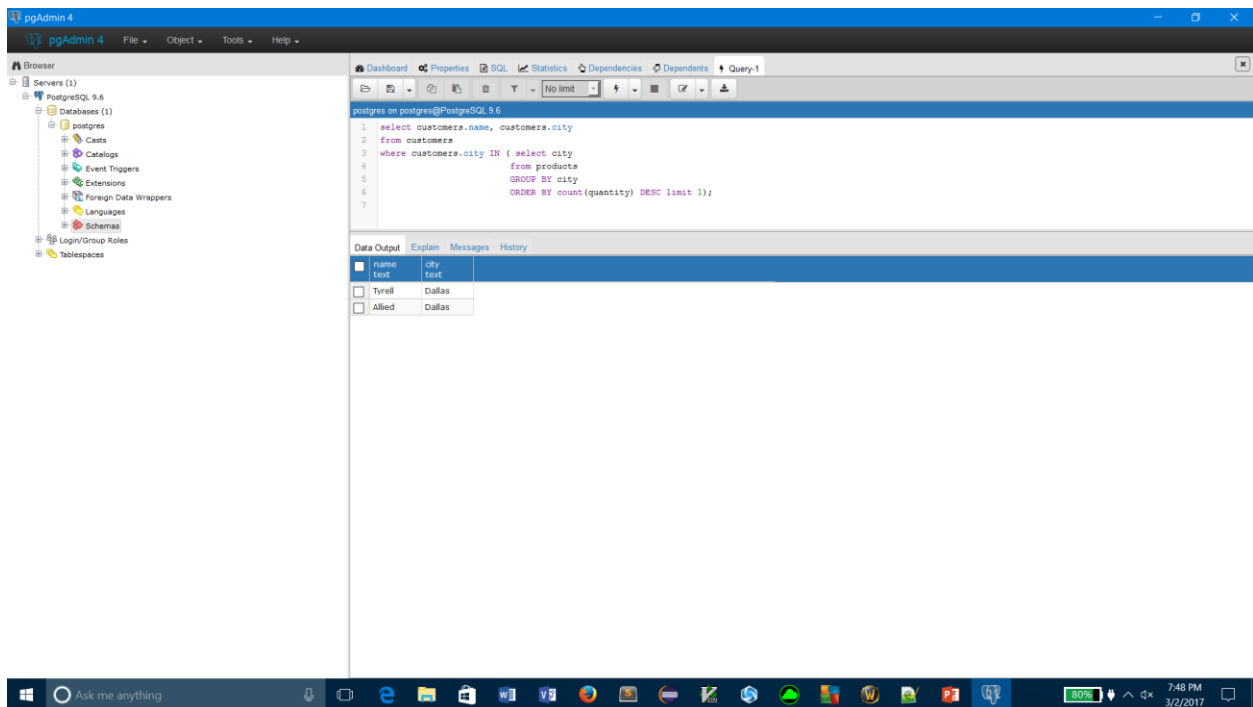 pgAdmin 4
pgAdmin 4 File Object Tools Help
Browser
Servers (1)
PostgreSQL 9.6
Databases (1)
postgres
Casts
Catalogs
Event Triggers
Extensions
Foreign Data Wrappers
Languages
Schemas
Login/Group Roles
Tablespaces
Dashboard Properties SQL Statistics Dependencies Dependents Query-1
No limit
postgres on postgres@PostgreSQL 9.6
1 select customers.name, customers.city
2 from customers
3 where customers.city IN ( select city
4 from products
5 GROUP BY city
6 ORDER BY count(quantity) DESC limit 1);
7
Data Output Explain Messages History
name city
text text
Tyrell Dallas
Allied Dallas
Ask me anything
80%
7:48 PM
3/2/2017